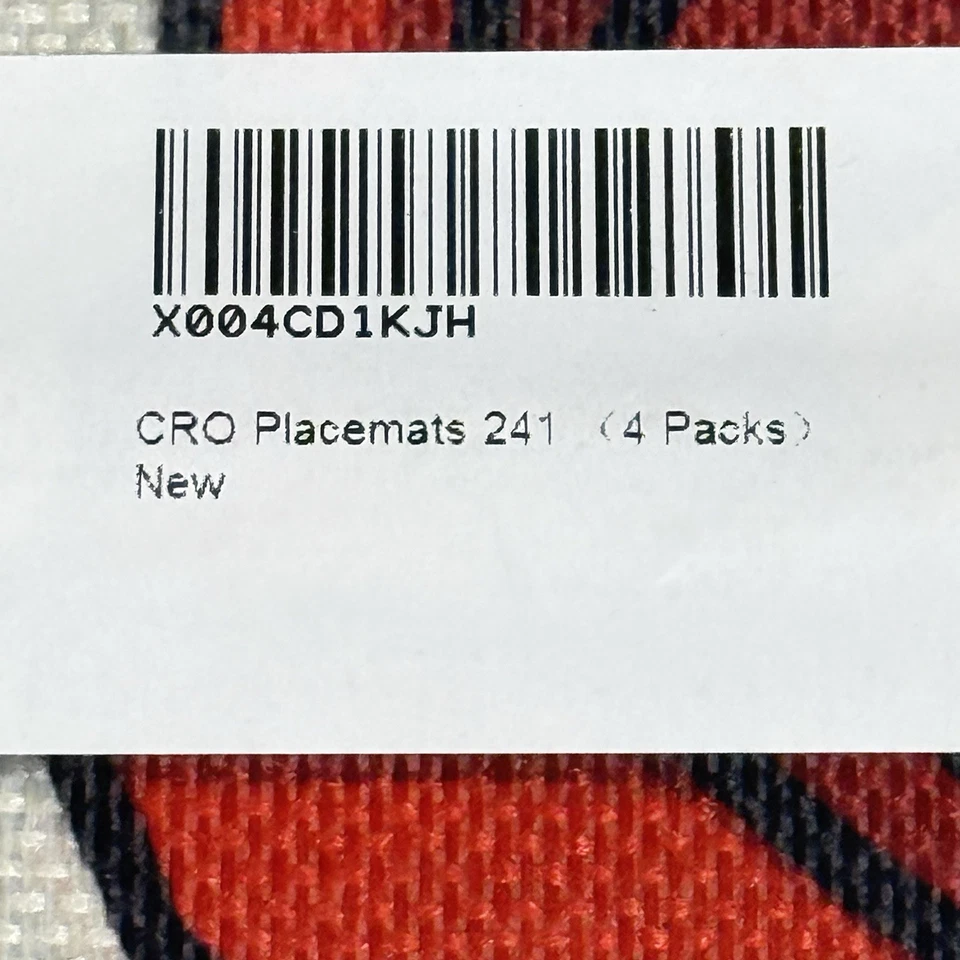 X004CD1KJH
CRO Placemats 241 （4 Packs）
New